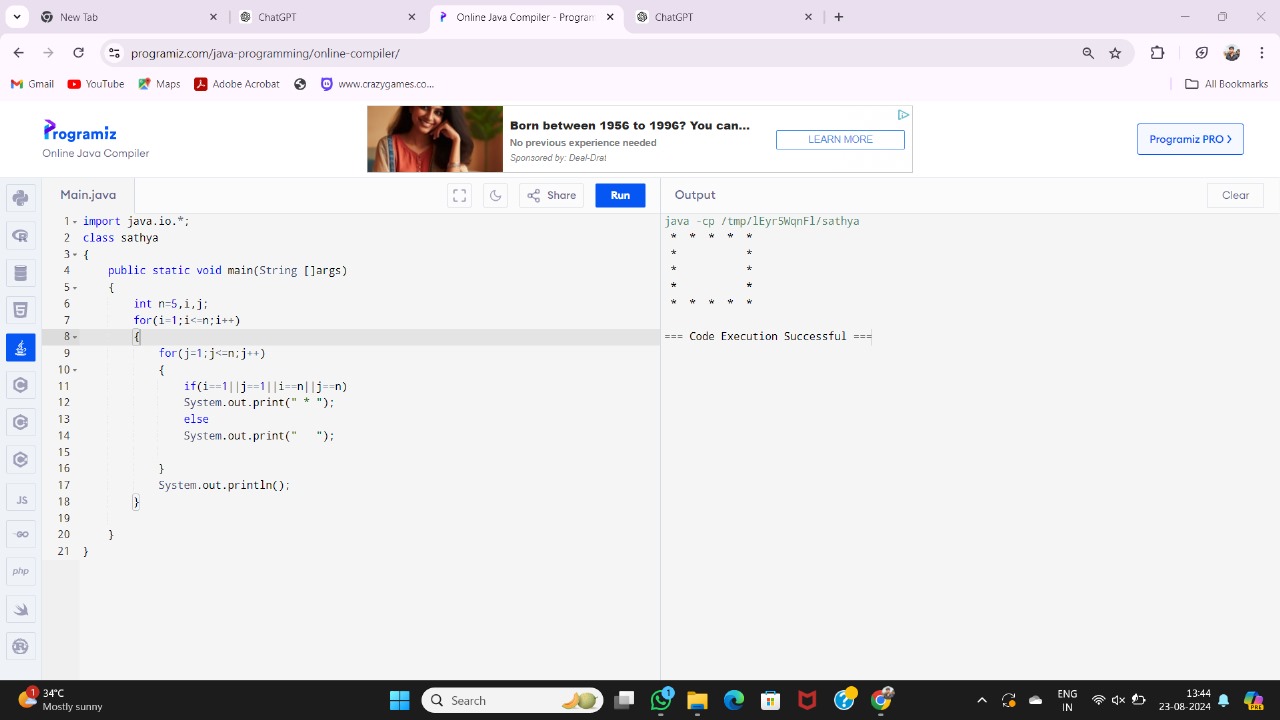 New Tab
ChatGPT
Online Java Compiler - Program
ChatGPT
programiz.com/java-programming/online-compiler/
Gmail
YouTube
Maps
Adobe Acrobat
www.crazygames.co...
All Bookmarks
Programiz
Online Java Compiler
Born between 1956 to 1996? You can...
No previous experience needed
Sponsored by: Deal-Drat
LEARN MORE
Programiz PRO >
Main.java
Share
Run
Output
Clear
1 import java.io.*;
2 class sathya
3 {
4     public static void main(String []args)
5     {
6         int n=5,i,j;
7         for(i=1;i<=n;i++)
8         {
9             for(j=1;j<=n;j++)
10             {
11                 if(i==1||j==1||i==n||j==n)
12                 System.out.print(" * ");
13                 else
14                 System.out.print("   ");
15
16             }
17             System.out.println();
18         }
19
20     }
21 }
java -cp /tmp/lEyr5WqnFl/sathya
 *  *  *  *  *
 *           *
 *           *
 *           *
 *  *  *  *  *
=== Code Execution Successful ===
JS
GO
php
1
34°C
Mostly sunny
Search
1
ENG
IN
13:44
23-08-2024
PRE